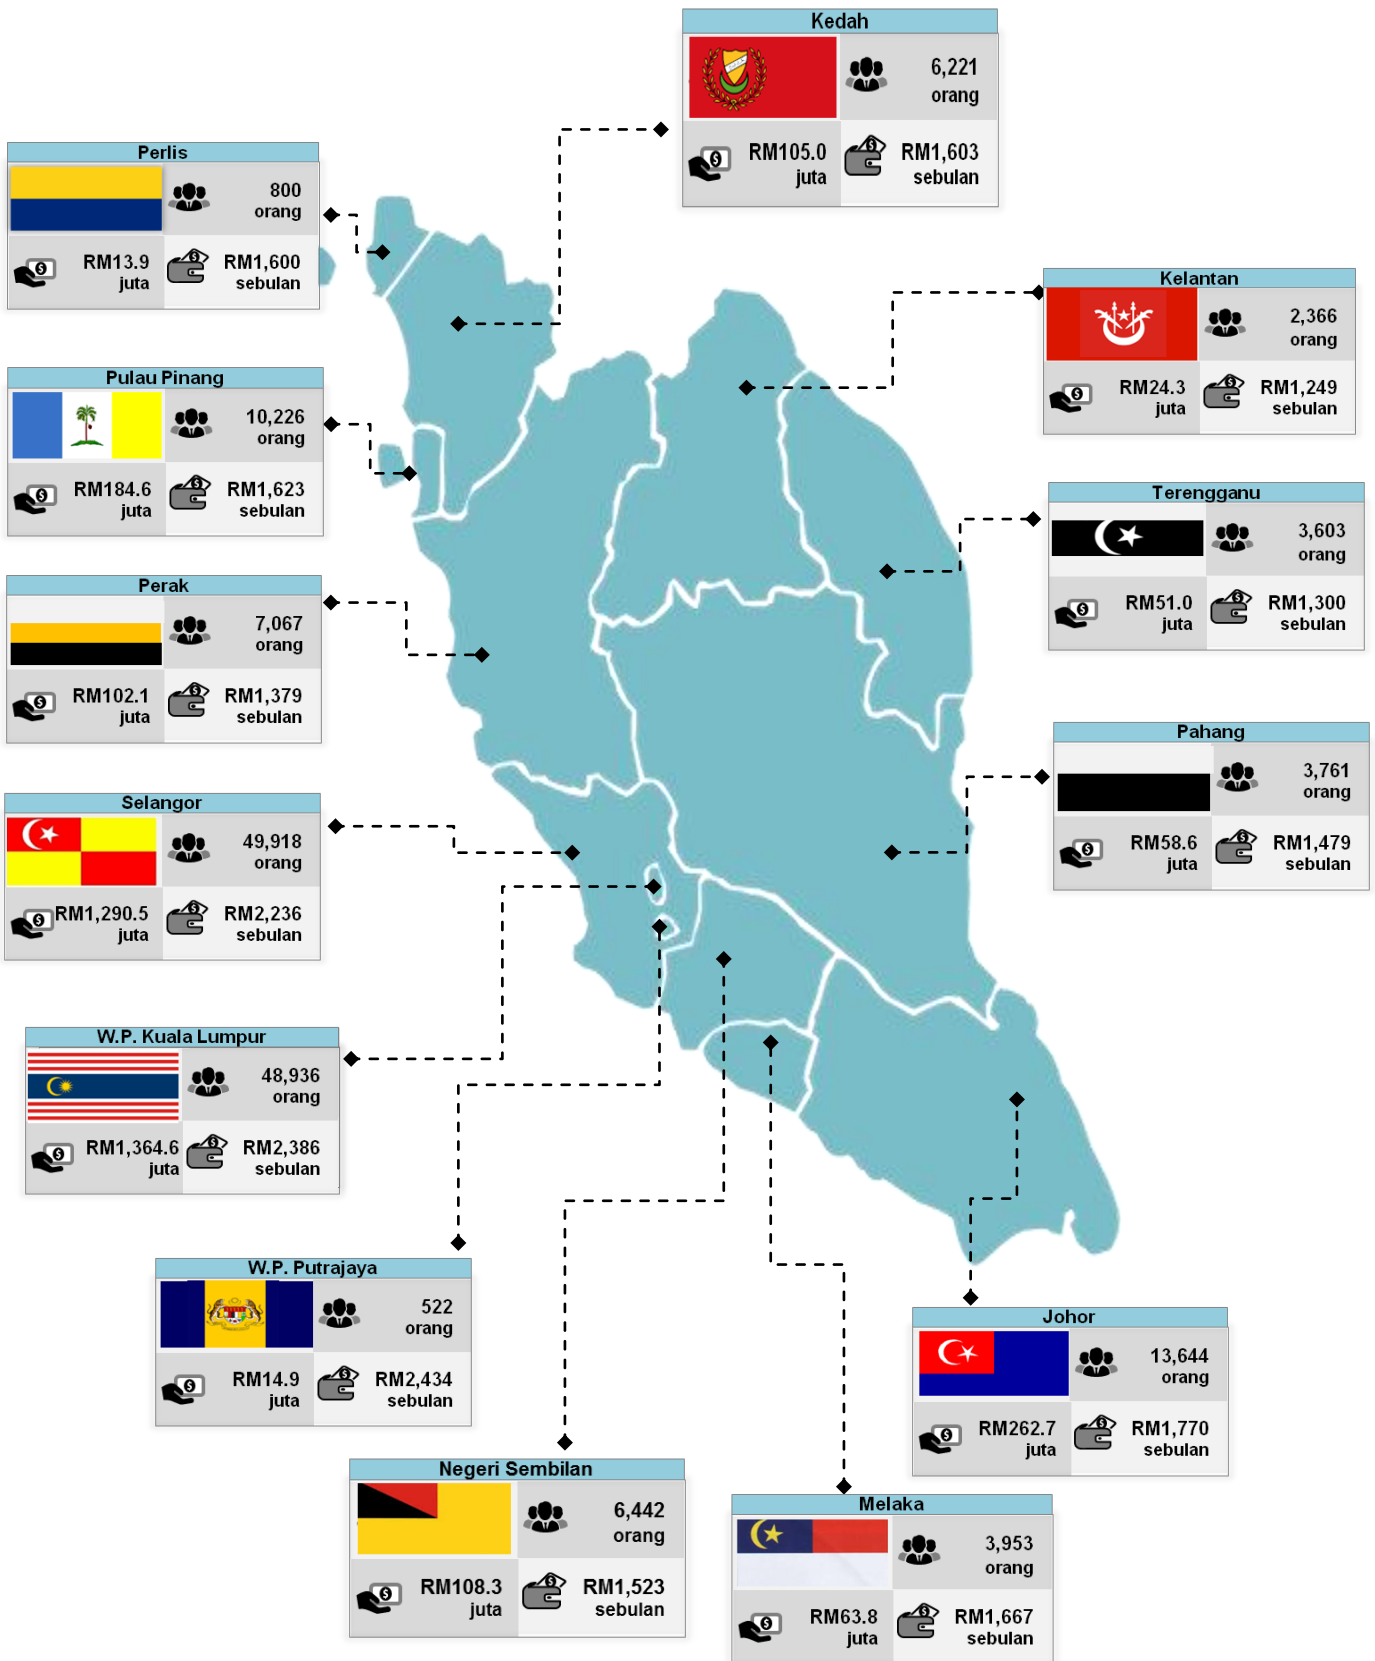 Kedah
6,221
orang
RM105.0
juta
RM1,603
sebulan
Perlis
800
orang
RM13.9
juta
RM1,600
sebulan
Kelantan
2,366
orang
RM24.3
juta
RM1,249
sebulan
Pulau Pinang
10,226
orang
RM184.6
juta
RM1,623
sebulan
Terengganu
3,603
orang
RM51.0
juta
RM1,300
sebulan
Perak
7,067
orang
RM102.1
juta
RM1,379
sebulan
Pahang
3,761
orang
RM58.6
juta
RM1,479
sebulan
Selangor
49,918
orang
RM1,290.5
juta
RM2,236
sebulan
W.P. Kuala Lumpur
48,936
orang
RM1,364.6
juta
RM2,386
sebulan
W.P. Putrajaya
522
orang
RM14.9
juta
RM2,434
sebulan
Johor
13,644
orang
RM262.7
juta
RM1,770
sebulan
Negeri Sembilan
6,442
orang
RM108.3
juta
RM1,523
sebulan
Melaka
3,953
orang
RM63.8
juta
RM1,667
sebulan